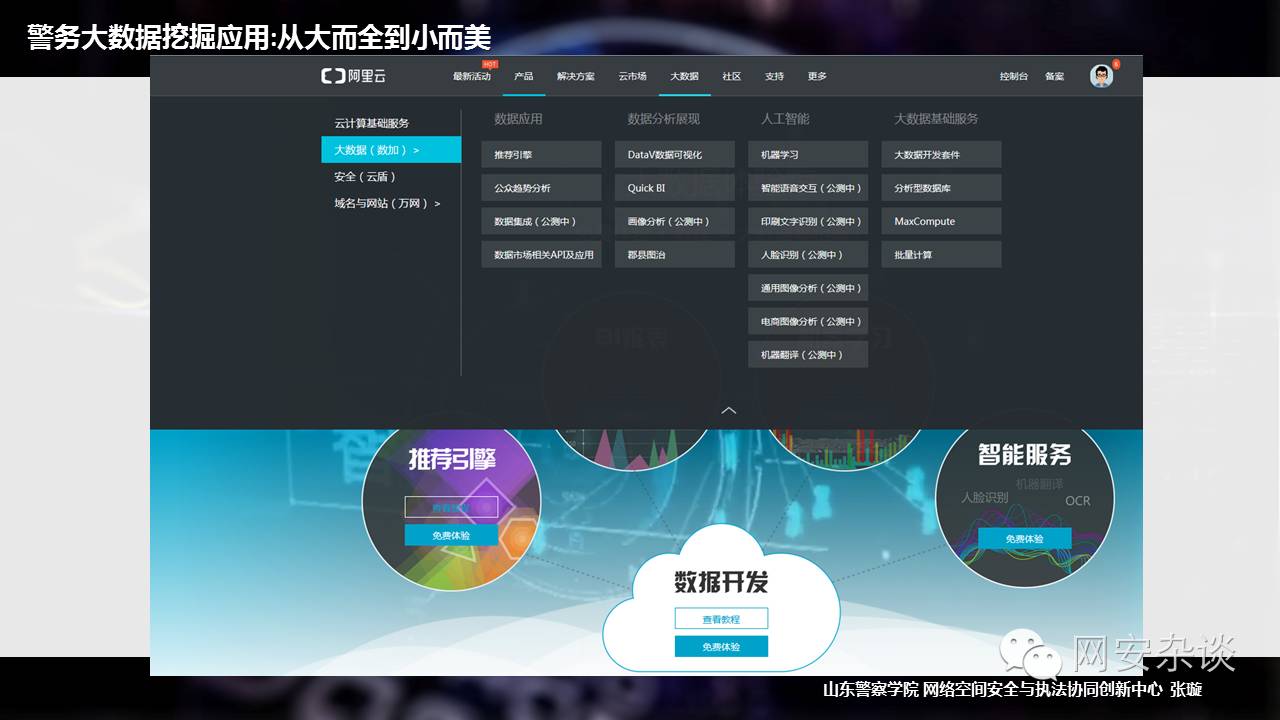 警务大数据挖掘应用:从大而全到小而美
阿里云
HOT
最新活动 产品 解决方案 云市场 大数据 社区 支持 更多 控制台 备案
云计算基础服务
大数据（数加） >
安全（云盾）
域名与网站（万网） >
数据应用
推荐引擎
公众趋势分析
数据集成（公测中）
数据市场相关API及应用
数据分析展现
DataV数据可视化
Quick BI
画像分析（公测中）
郡县图治
人工智能
机器学习
智能语音交互（公测中）
印刷文字识别（公测中）
人脸识别（公测中）
通用图像分析（公测中）
电商图像分析（公测中）
机器翻译（公测中）
大数据基础服务
大数据开发套件
分析型数据库
MaxCompute
批量计算
推荐引擎
查看教程
免费体验
智能服务
机器翻译
人脸识别
OCR
免费体验
数据开发
查看教程
免费体验
网安杂谈
山东警察学院 网络空间安全与执法协同创新中心 张璇